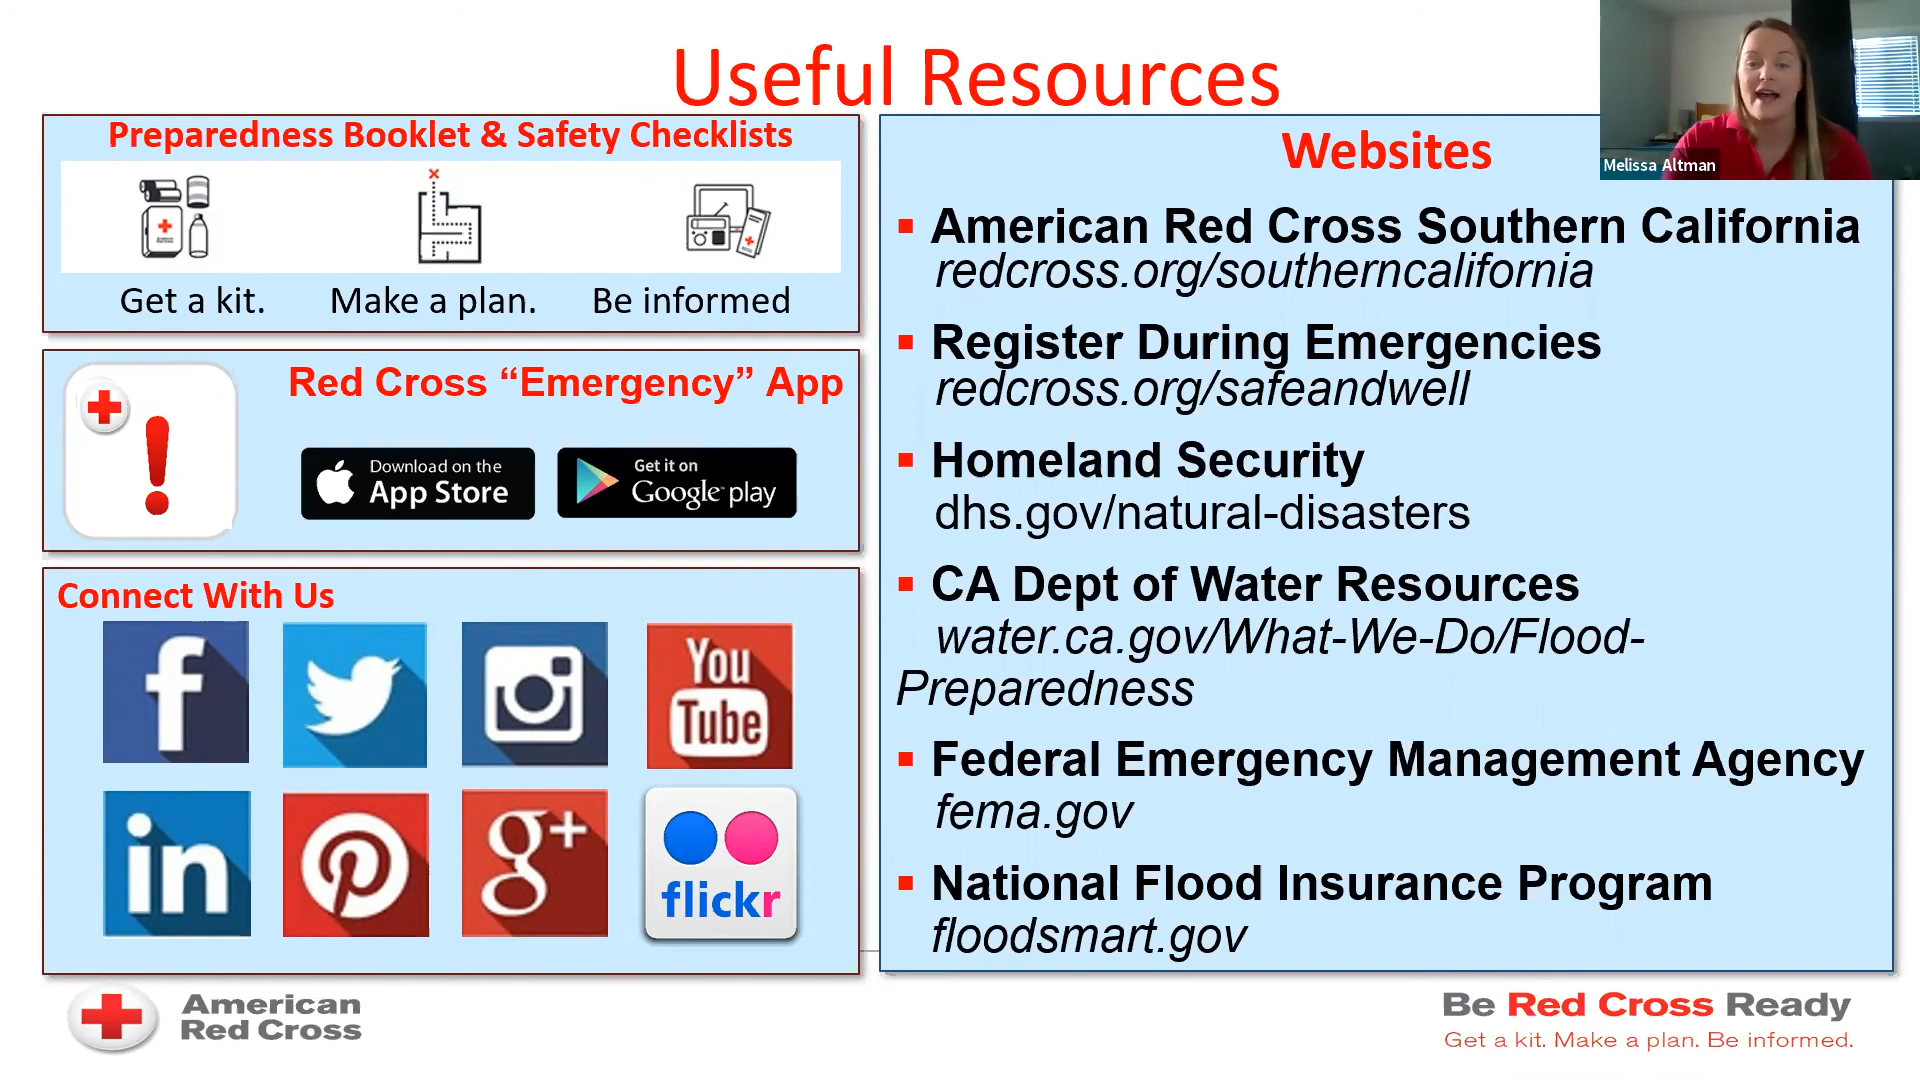 Useful Resources
Preparedness Booklet & Safety Checklists
Get a kit. Make a plan. Be informed
Red Cross “Emergency” App
Download on the
App Store
Get it on
Google play
Connect With Us
f
You
Tube
in
g+
flickr
American
Red Cross
Websites
American Red Cross Southern California
redcross.org/southerncalifornia
Register During Emergencies
redcross.org/safeandwell
Homeland Security
dhs.gov/natural-disasters
CA Dept of Water Resources
water.ca.gov/What-We-Do/Flood-
Preparedness
Federal Emergency Management Agency
fema.gov
National Flood Insurance Program
floodsmart.gov
Melissa Altman
Be Red Cross Ready
Get a kit. Make a plan. Be informed.